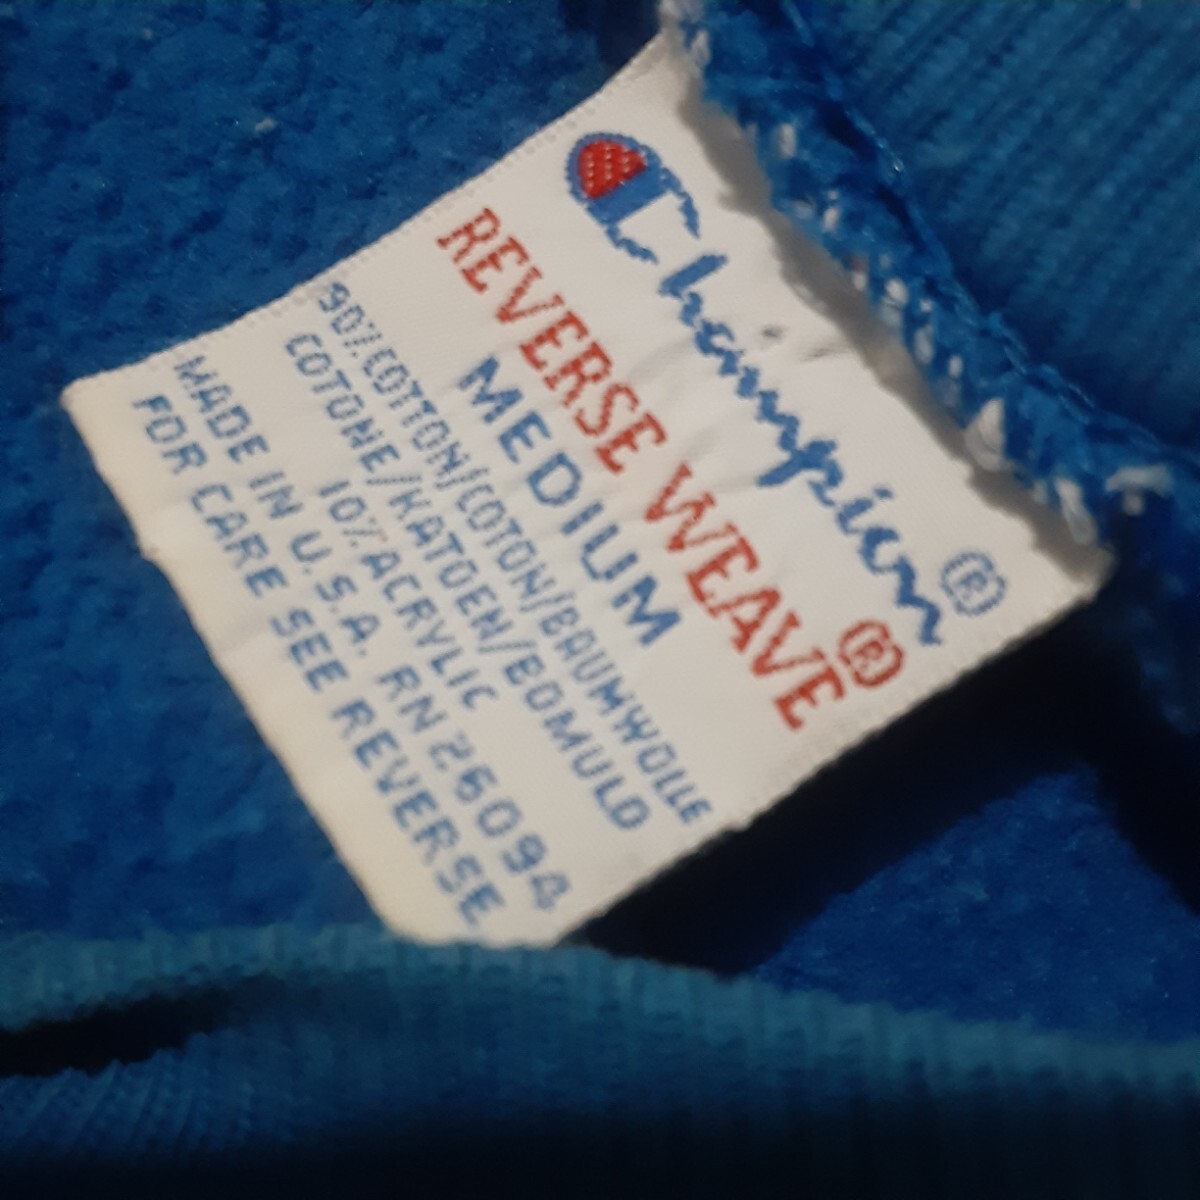 Champion®
REVERSE WEAVE®
MEDIUM
90% COTTON/COTON/BAUMWOLLE
COTONE/KATOEN/BOMULD
10% ACRYLIC
MADE IN U.S.A. RN 26094
FOR CARE SEE REVERSE